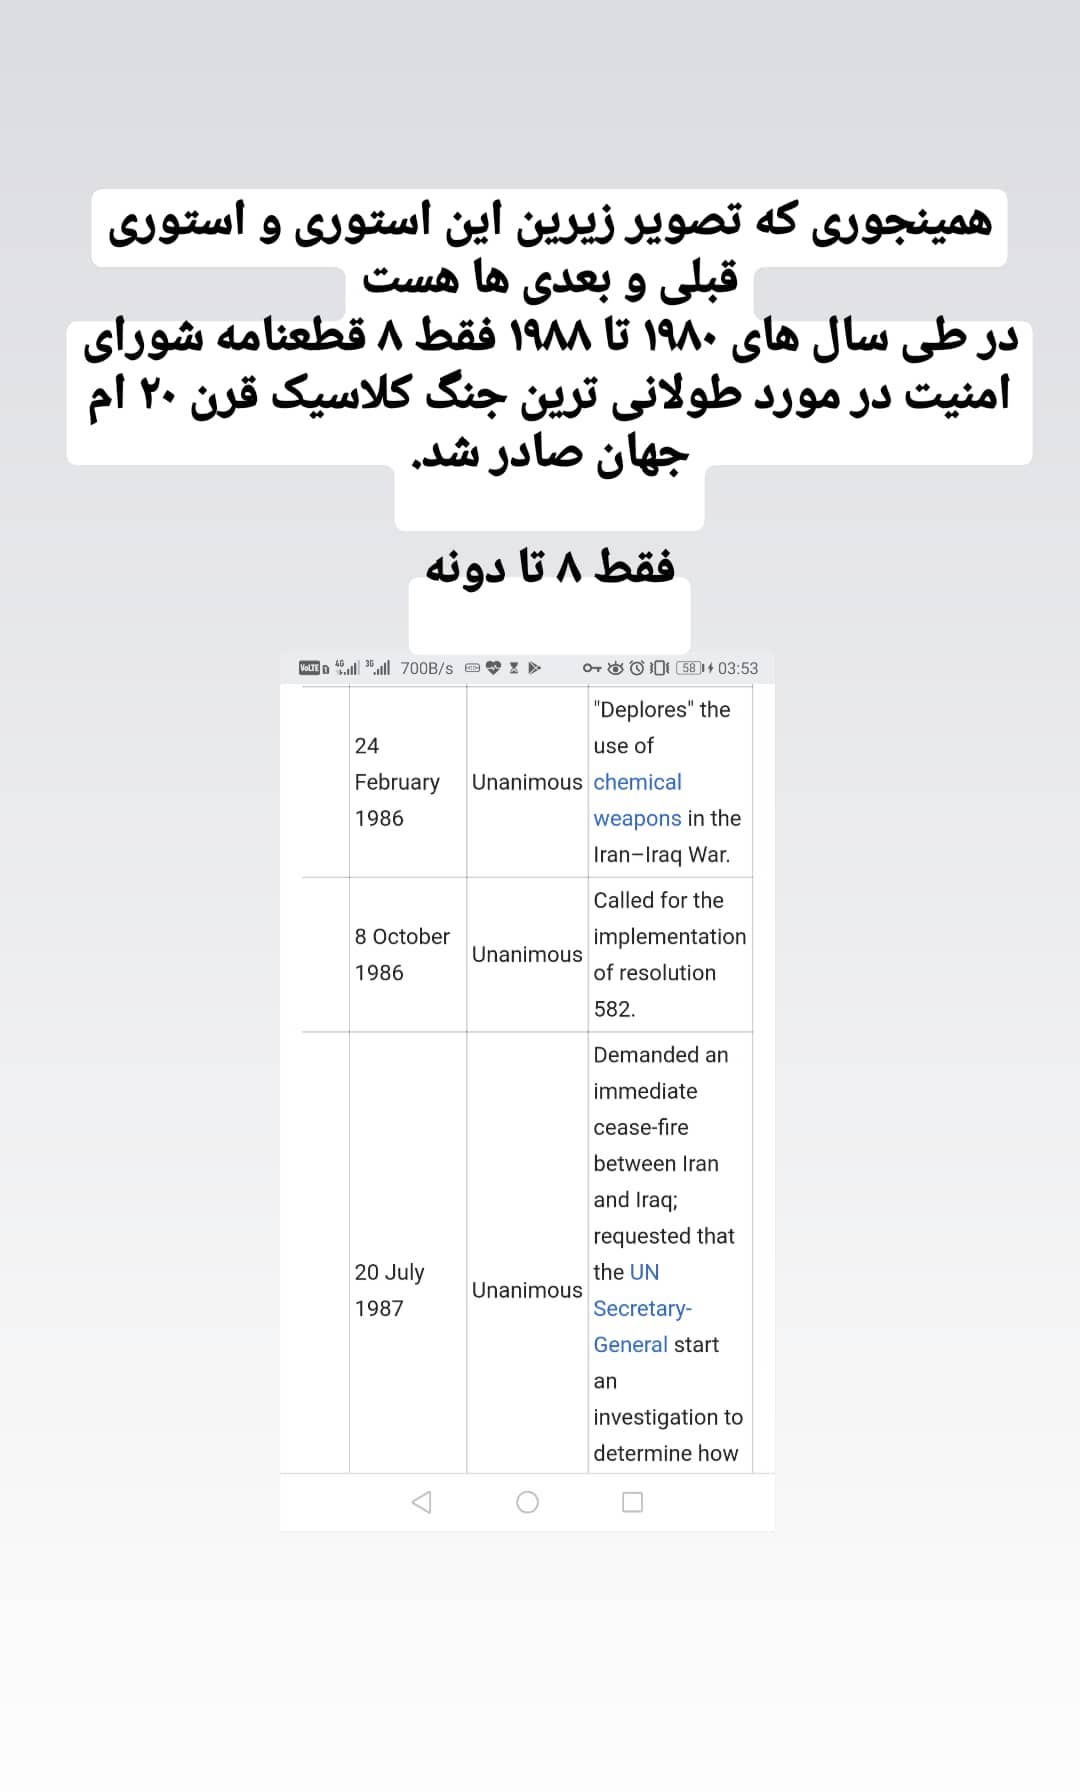 همینجوری که تصویر زیرین این استوری و استوری
قبلی و بعدی ها هست
در طی سال های ۱۹۸۰ تا ۱۹۸۸ فقط ۸ قطعنامه شورای
امنیت در مورد طولانی ترین جنگ کلاسیک قرن ۲۰ ام
جهان صادر شد.
فقط ۸ تا دونه
VoLTE 4G 3G 700B/s 58 03:53
24
February
1986
Unanimous
"Deplores" the
use of
chemical
weapons in the
Iran–Iraq War.
8 October
1986
Unanimous
Called for the
implementation
of resolution
582.
20 July
1987
Unanimous
Demanded an
immediate
cease-fire
between Iran
and Iraq;
requested that
the UN
Secretary-
General start
an
investigation to
determine how